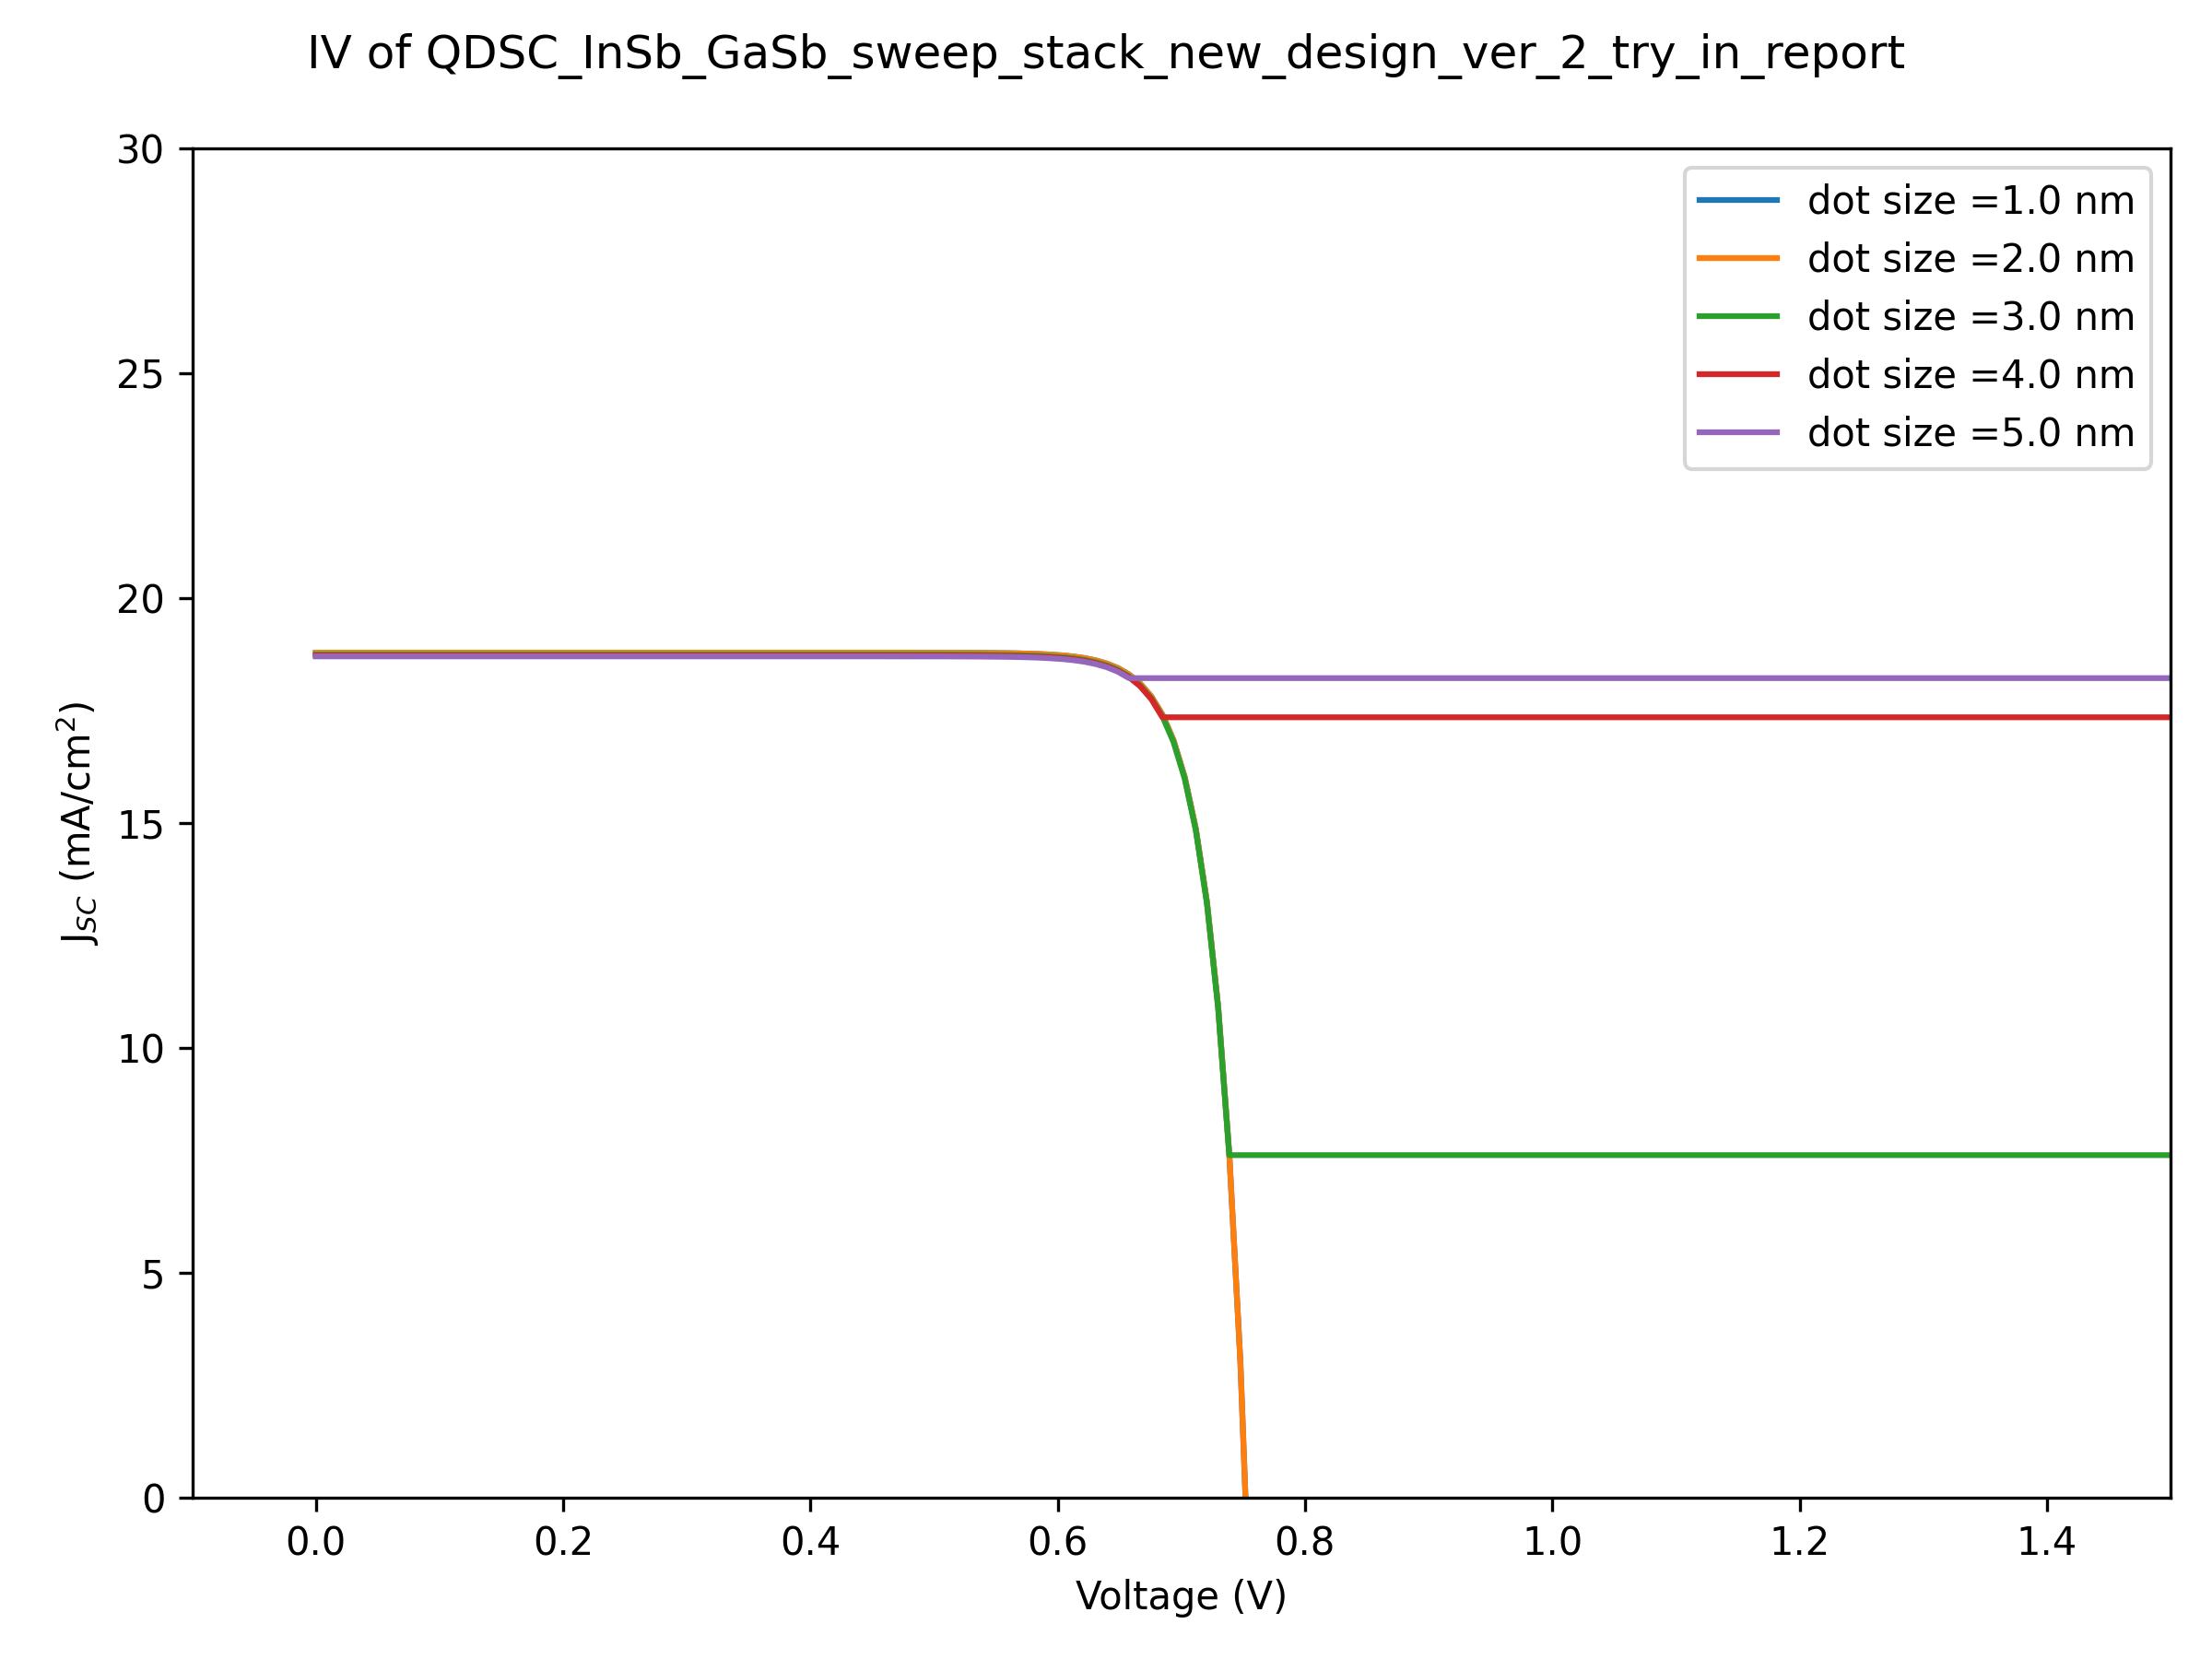 IV of QDSC_InSb_GaSb_sweep_stack_new_design_ver_2_try_in_report
30
25
20
15
10
5
0
J_SC (mA/cm²)
dot size =1.0 nm
dot size =2.0 nm
dot size =3.0 nm
dot size =4.0 nm
dot size =5.0 nm
0.0 0.2 0.4 0.6 0.8 1.0 1.2 1.4
Voltage (V)